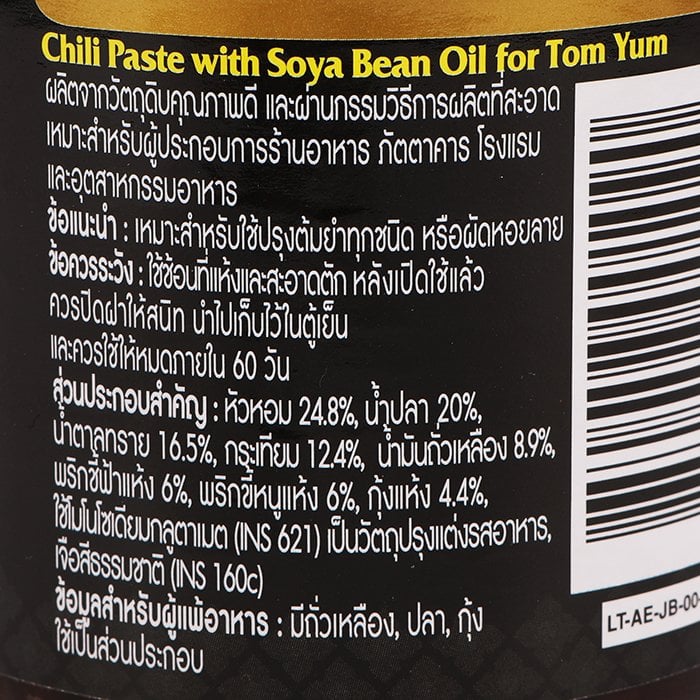 Chili Paste with Soya Bean Oil for Tom Yum
ผลิตจากวัตถุดิบคุณภาพดี และผ่านกรรมวิธีการผลิตที่สะอาด
เหมาะสำหรับผู้ประกอบการร้านอาหาร ภัตตาคาร โรงแรม
และอุตสาหกรรมอาหาร
ข้อแนะนำ : เหมาะสำหรับใช้ปรุงต้มยำทุกชนิด หรือผัดหอยลาย
ข้อควรระวัง : ใช้ช้อนที่แห้งและสะอาดตัก หลังเปิดใช้แล้ว
ควรปิดฝาให้สนิท นำไปเก็บไว้ในตู้เย็น
และควรใช้ให้หมดภายใน 60 วัน
ส่วนประกอบสำคัญ : หัวหอม 24.8%, น้ำปลา 20%,
น้ำตาลทราย 16.5%, กระเทียม 12.4%, น้ำมันถั่วเหลือง 8.9%,
พริกชี้ฟ้าแห้ง 6%, พริกขี้หนูแห้ง 6%, กุ้งแห้ง 4.4%,
ใช้โมโนโซเดียมกลูตาเมต (INS 621) เป็นวัตถุปรุงแต่งรสอาหาร,
เจือสีธรรมชาติ (INS 160c)
ข้อมูลสำหรับผู้แพ้อาหาร : มีถั่วเหลือง, ปลา, กุ้ง
ใช้เป็นส่วนประกอบ
LT-AE-JB-00-